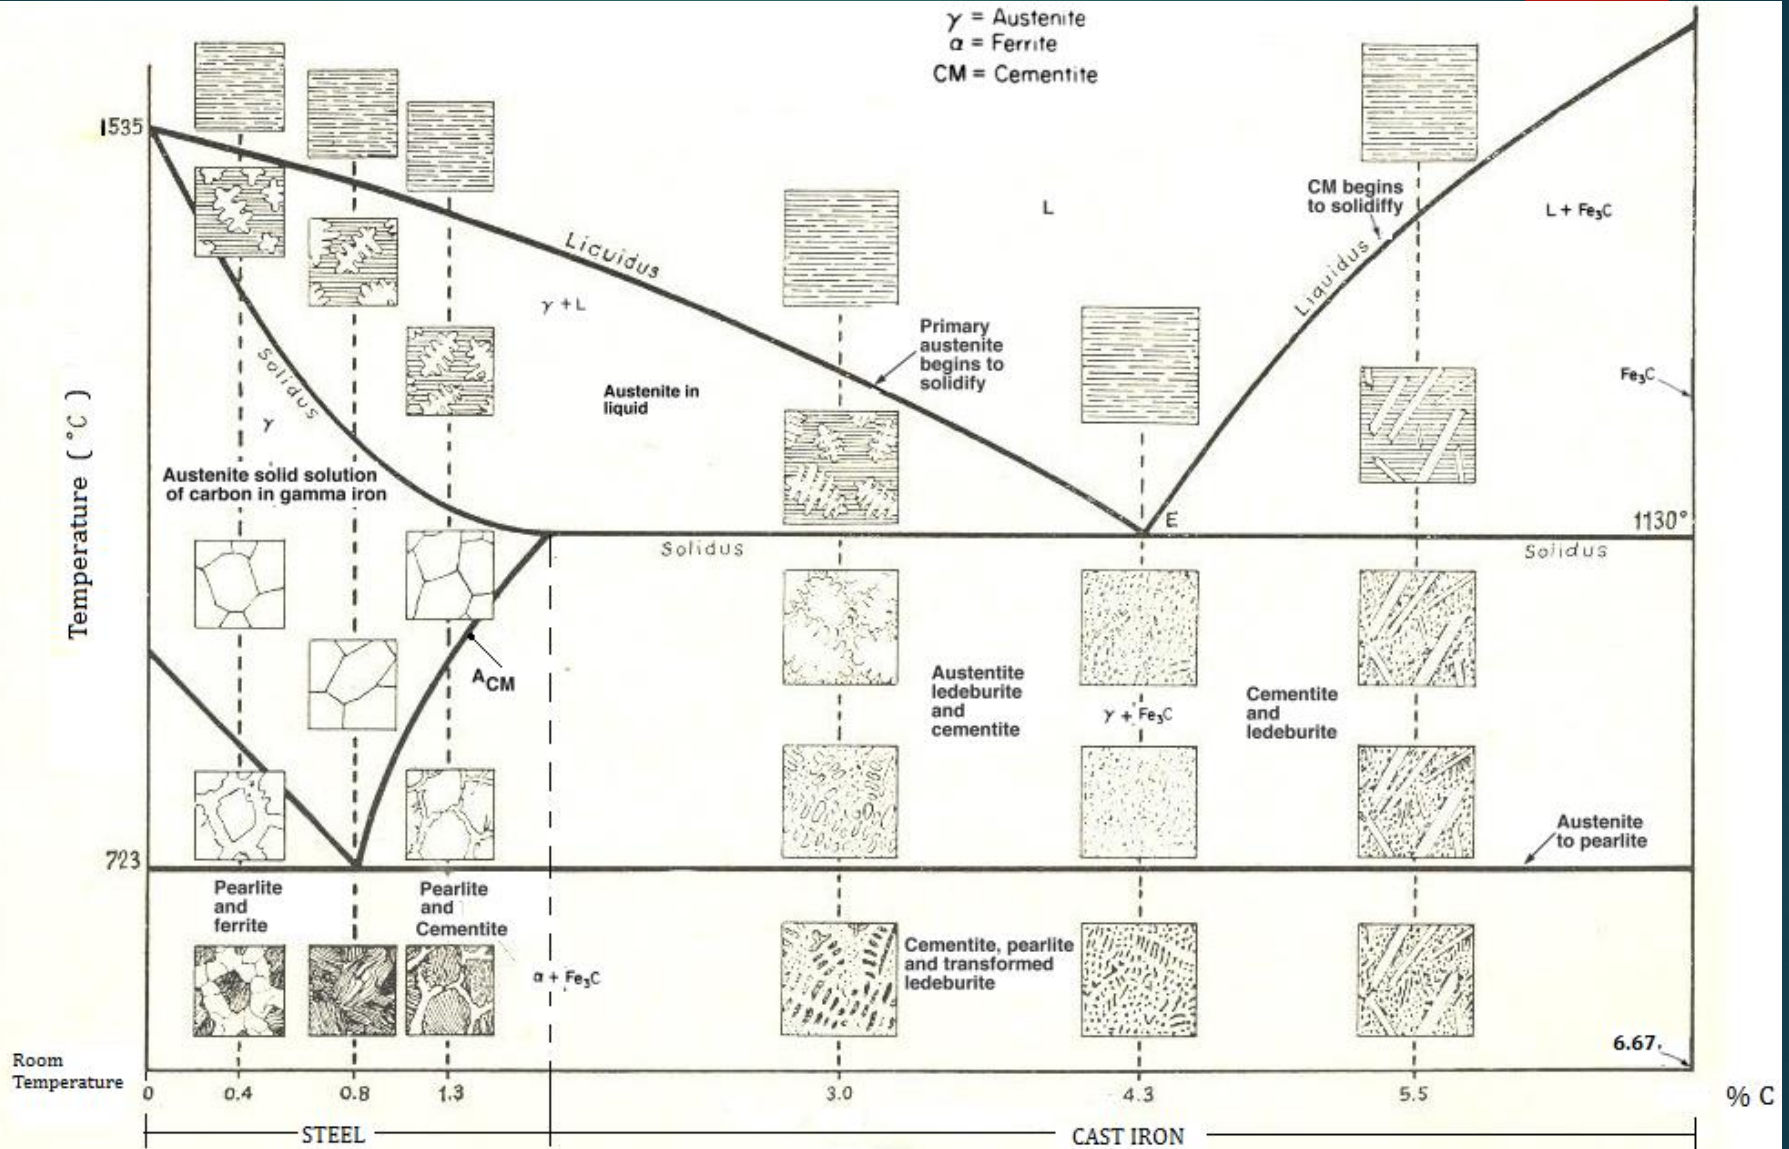 γ = Austenite
α = Ferrite
CM = Cementite
1535
Liquidus
γ + L
Solidus
γ
Austenite in
liquid
Austenite solid solution
of carbon in gamma iron
L
Primary
austenite
begins to
solidify
CM begins
to solidiffy
Liquidus
L + Fe₃C
Fe₃C
E
1130°
Solidus
Solidus
Temperature (°C)
A CM
Austentite
ledeburite
and
cementite
γ + Fe₃C
Cementite
and
ledeburite
Austenite
to pearlite
723
Pearlite
and
ferrite
Pearlite
and
Cementite
α + Fe₃C
Cementite, pearlite
and transformed
ledeburite
6.67
Room
Temperature
0 0.4 0.8 1.3 3.0 4.3 5.5 % C
STEEL CAST IRON